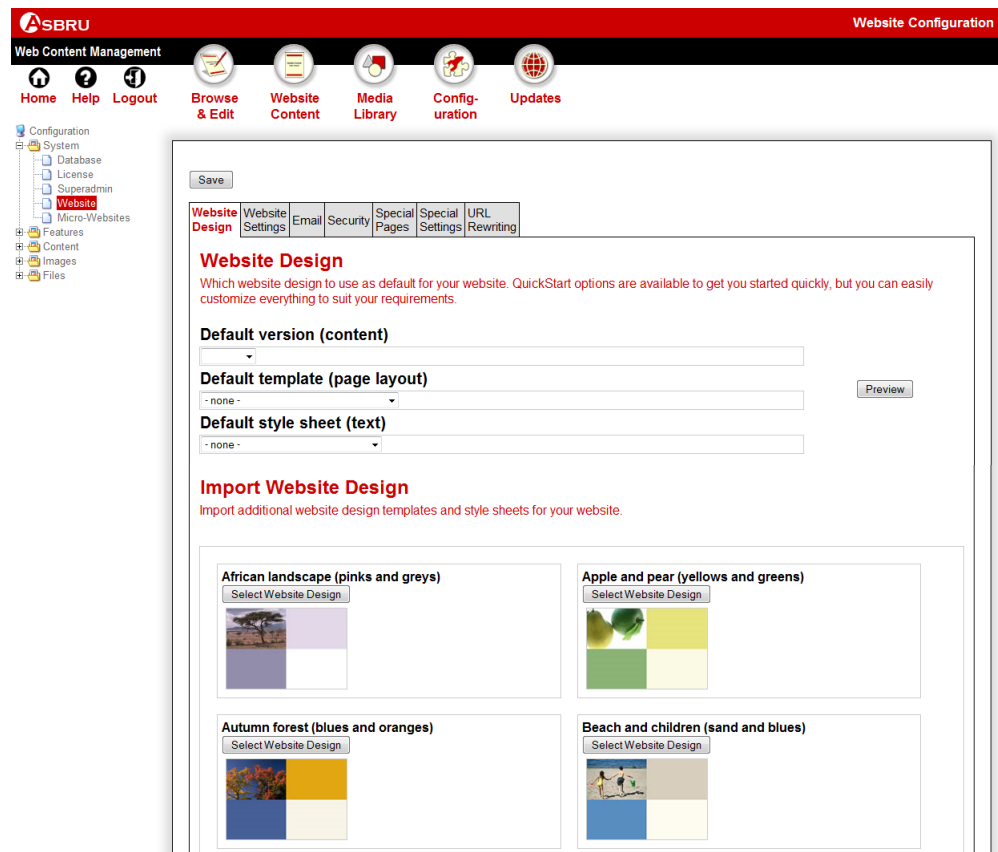 ASBRU
Website Configuration
Web Content Management
Home
Help
Logout
Browse
& Edit
Website
Content
Media
Library
Config-
uration
Updates
Configuration
System
Database
License
Superadmin
Website
Micro-Websites
Features
Content
Images
Files
Save
Website
Design
Website
Settings
Email
Security
Special
Pages
Special
Settings
URL
Rewriting
Website Design
Which website design to use as default for your website. QuickStart options are available to get you started quickly, but you can easily
customize everything to suit your requirements.
Default version (content)
Default template (page layout)
- none -
Preview
Default style sheet (text)
- none -
Import Website Design
Import additional website design templates and style sheets for your website.
African landscape (pinks and greys)
Select Website Design
Apple and pear (yellows and greens)
Select Website Design
Autumn forest (blues and oranges)
Select Website Design
Beach and children (sand and blues)
Select Website Design